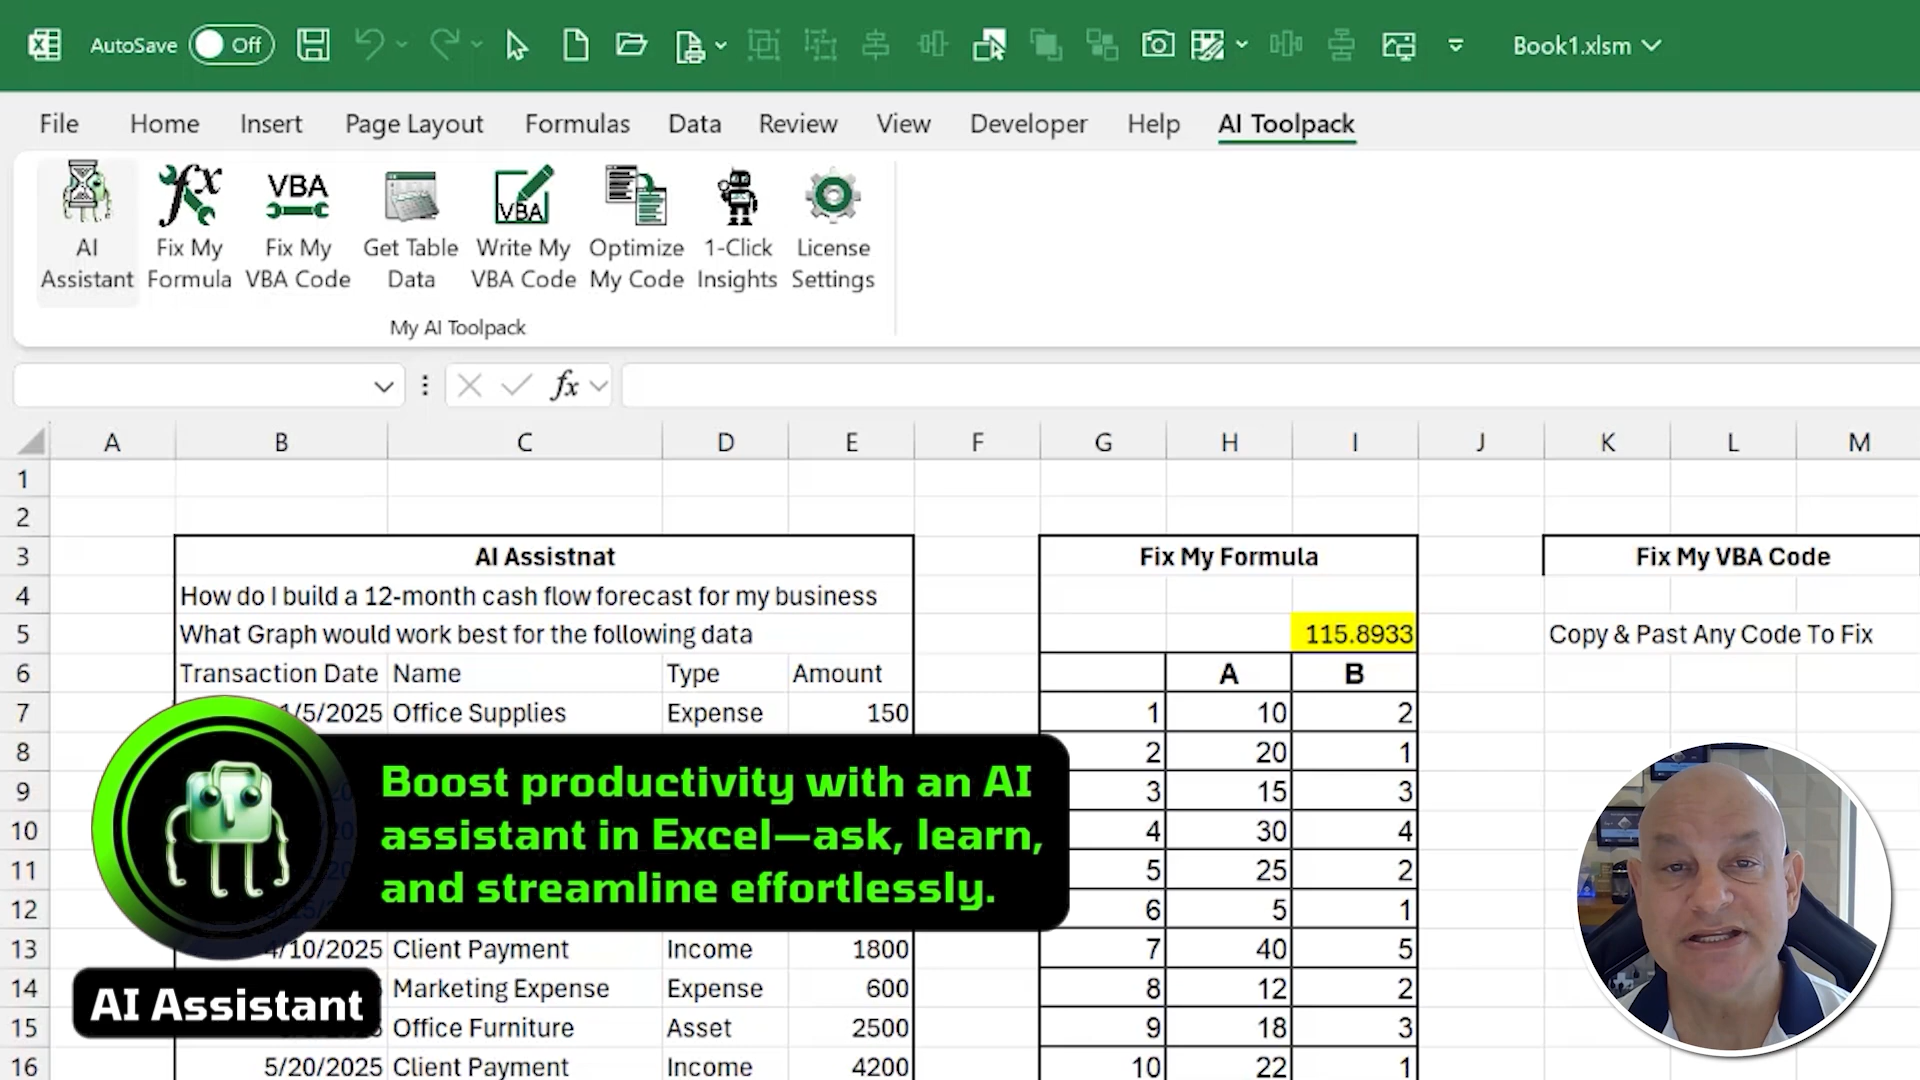 AutoSave Off Book1.xlsm
File Home Insert Page Layout Formulas Data Review View Developer Help AI Toolpack
AI Assistant
Fix My Formula
Fix My VBA Code
Get Table Data
Write My VBA Code
Optimize My Code
1-Click Insights
License Settings
VBA
VBA
My AI Toolpack
fx
A B C D E F G H I J K L M
1
2
3 AI Assistnat Fix My Formula Fix My VBA Code
4 How do I build a 12-month cash flow forecast for my business
5 What Graph would work best for the following data 115.8933 Copy & Past Any Code To Fix
6 Transaction Date Name Type Amount A B
7 1/5/2025 Office Supplies Expense 150 1 10 2
8 2 20 1
9 3 15 3
10 4 30 4
11 5 25 2
12 6 5 1
13 4/10/2025 Client Payment Income 1800 7 40 5
14 Marketing Expense Expense 600 8 12 2
15 Office Furniture Asset 2500 9 18 3
16 5/20/2025 Client Payment Income 4200 10 22 1
Boost productivity with an AI
assistant in Excel—ask, learn,
and streamline effortlessly.
AI Assistant